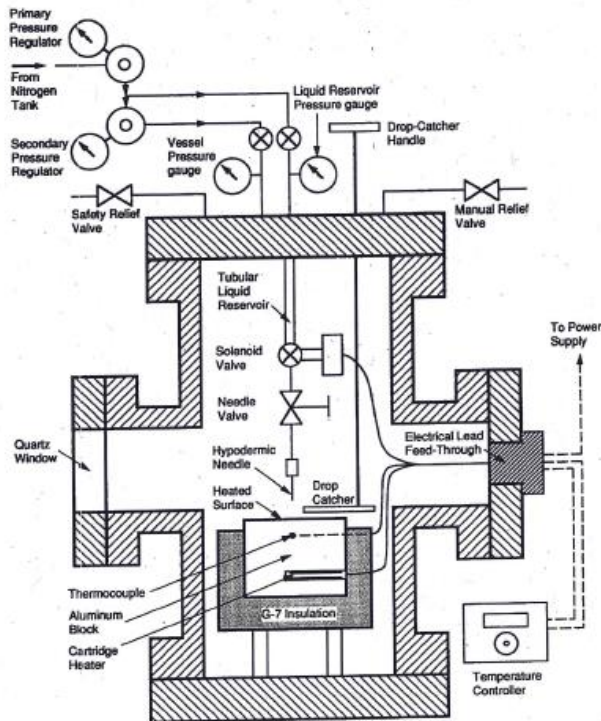 Primary
Pressure
Regulator
From
Nitrogen
Tank
Secondary
Pressure
Regulator
Vessel
Pressure
gauge
Liquid Reservoir
Pressure gauge
Drop-Catcher
Handle
Safety Relief
Valve
Manual Relief
Valve
Tubular
Liquid
Reservoir
Solenoid
Valve
To Power
Supply
Needle
Valve
Quartz
Window
Hypodermic
Needle
Electrical Lead
Feed-Through
Heated
Surface
Drop
Catcher
Thermocouple
Aluminum
Block
G-7 Insulation
Cartridge
Heater
Temperature
Controller